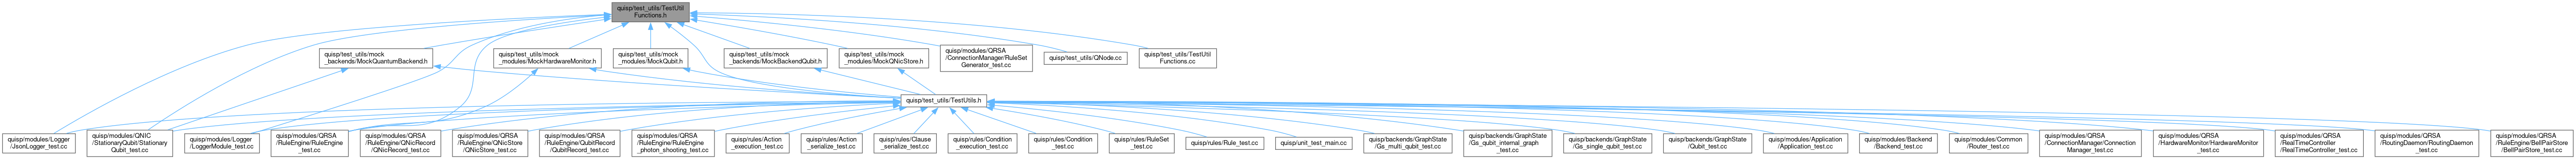 quisp/test_utils/TestUtil
Functions.h
quisp/test_utils/mock
_backends/MockQuantumBackend.h
quisp/test_utils/mock
_modules/MockHardwareMonitor.h
quisp/test_utils/mock
_modules/MockQubit.h
quisp/test_utils/mock
_backends/MockBackendQubit.h
quisp/test_utils/mock
_modules/MockQNicStore.h
quisp/modules/QRSA
/ConnectionManager/RuleSet
Generator_test.cc
quisp/test_utils/QNode.cc
quisp/test_utils/TestUtil
Functions.cc
quisp/test_utils/TestUtils.h
quisp/modules/Logger
/JsonLogger_test.cc
quisp/modules/QNIC
/StationaryQubit/Stationary
Qubit_test.cc
quisp/modules/Logger
/LoggerModule_test.cc
quisp/modules/QRSA
/RuleEngine/RuleEngine
_test.cc
quisp/modules/QRSA
/RuleEngine/QNicRecord
/QNicRecord_test.cc
quisp/modules/QRSA
/RuleEngine/QNicStore
/QNicStore_test.cc
quisp/modules/QRSA
/RuleEngine/QubitRecord
/QubitRecord_test.cc
quisp/modules/QRSA
/RuleEngine/RuleEngine
_photon_shooting_test.cc
quisp/rules/Action
_execution_test.cc
quisp/rules/Action
_serialize_test.cc
quisp/rules/Clause
_serialize_test.cc
quisp/rules/Condition
_execution_test.cc
quisp/rules/Condition
_test.cc
quisp/rules/RuleSet
_test.cc
quisp/rules/Rule_test.cc
quisp/unit_test_main.cc
quisp/backends/GraphState
/Gs_multi_qubit_test.cc
quisp/backends/GraphState
/Gs_qubit_internal_graph
_test.cc
quisp/backends/GraphState
/Gs_single_qubit_test.cc
quisp/backends/GraphState
/Qubit_test.cc
quisp/modules/Application
/Application_test.cc
quisp/modules/Backend
/Backend_test.cc
quisp/modules/Common
/Router_test.cc
quisp/modules/QRSA
/ConnectionManager/Connection
Manager_test.cc
quisp/modules/QRSA
/HardwareMonitor/HardwareMonitor
_test.cc
quisp/modules/QRSA
/RealTimeController
/RealTimeController_test.cc
quisp/modules/QRSA
/RoutingDaemon/RoutingDaemon
_test.cc
quisp/modules/QRSA
/RuleEngine/BellPairStore
/BellPairStore_test.cc